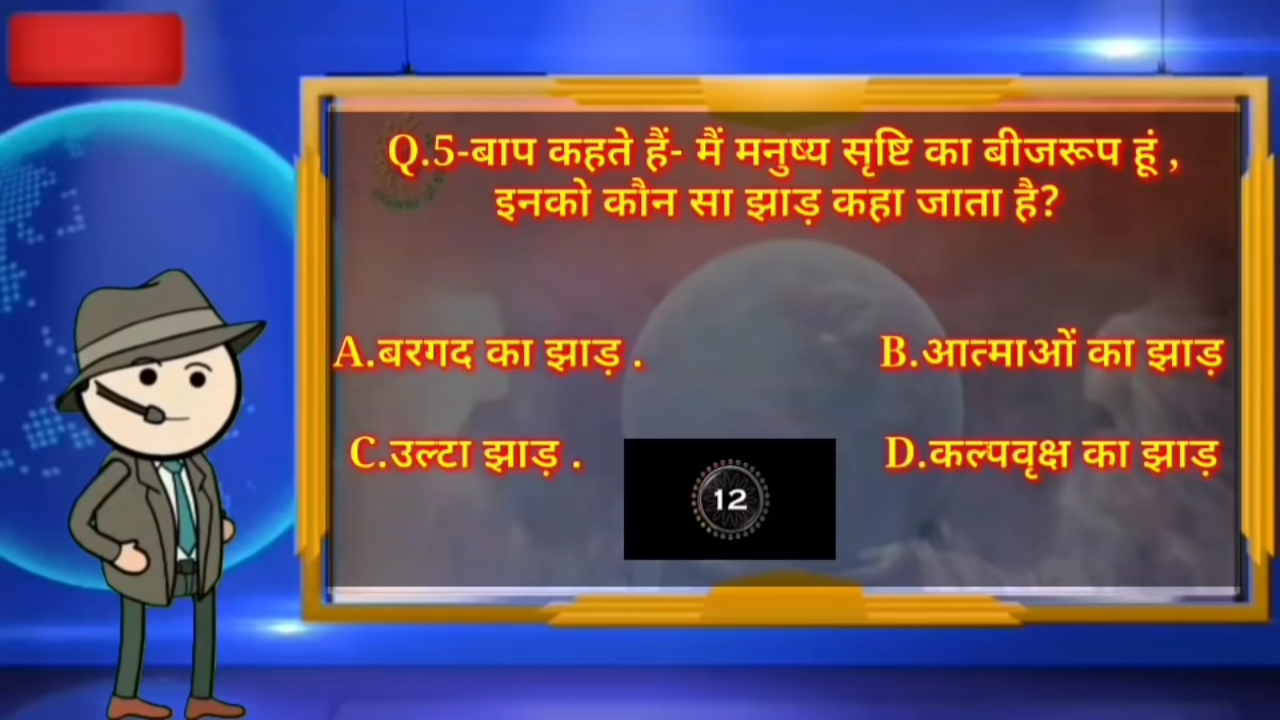 Q.5-बाप कहते हैं- मैं मनुष्य सृष्टि का बीजरूप हूं ,
इनको कौन सा झाड़ कहा जाता है?
A.बरगद का झाड़ .
B.आत्माओं का झाड़
C.उल्टा झाड़ .
D.कल्पवृक्ष का झाड़
12